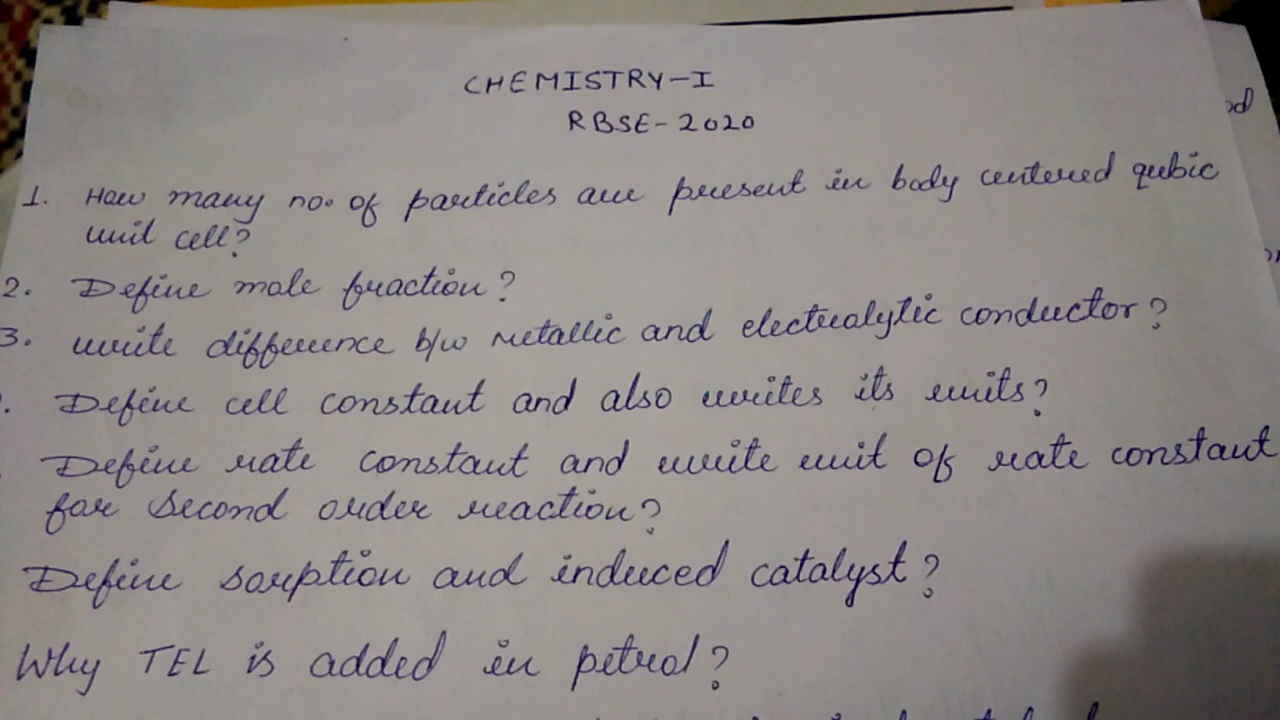 CHEMISTRY-I
RBSE-2020
1. How many no. of particles are present in body centered qubic
unit cell?
2. Define mole fraction?
3. write difference b/w metallic and electrolytic conductor?
. Define cell constant and also writes its units?
Define rate constant and write unit of rate constant
for second order reaction?
Define sorption and induced catalyst?
Why TEL is added in petrol?